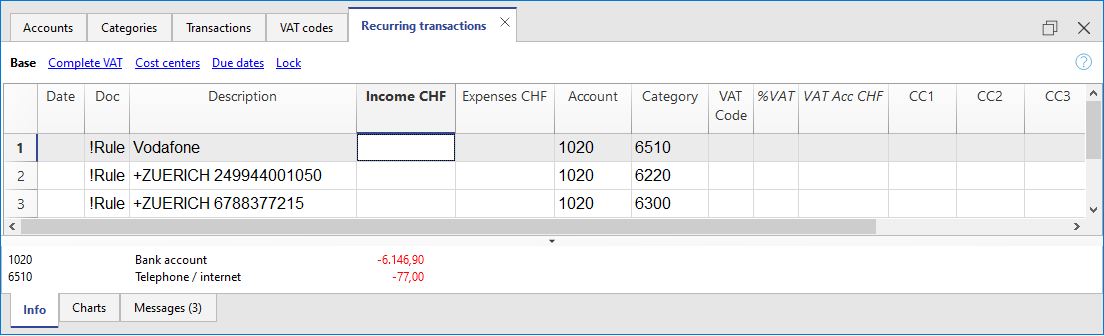 Accounts Categories Transactions VAT codes Recurring transactions
Base Complete VAT Cost centers Due dates Lock ?
Date Doc Description Income CHF Expenses CHF Account Category VAT Code %VAT VAT Acc CHF CC1 CC2 CC3
1 !Rule Vodafone 1020 6510
2 !Rule +ZUERICH 249944001050 1020 6220
3 !Rule +ZUERICH 6788377215 1020 6300
1020 Bank account -6.146,90
6510 Telephone / internet -77,00
Info Charts Messages (3)